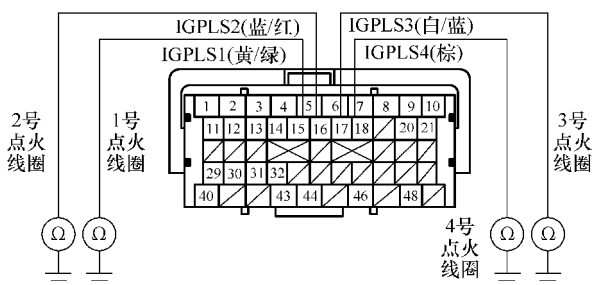 IGPLS2(蓝/红)
IGPLS3(白/蓝)
IGPLS1(黄/绿)
IGPLS4(棕)
2号
点火
线圈
1号
点火
线圈
3号
点火
线圈
4号
点火
线圈
1 2 3 4 5 6 7 8 9 10
11 12 13 14 15 16 17 18 20 21
29 30 31 32
40 43 44 46 48
Ω Ω Ω Ω